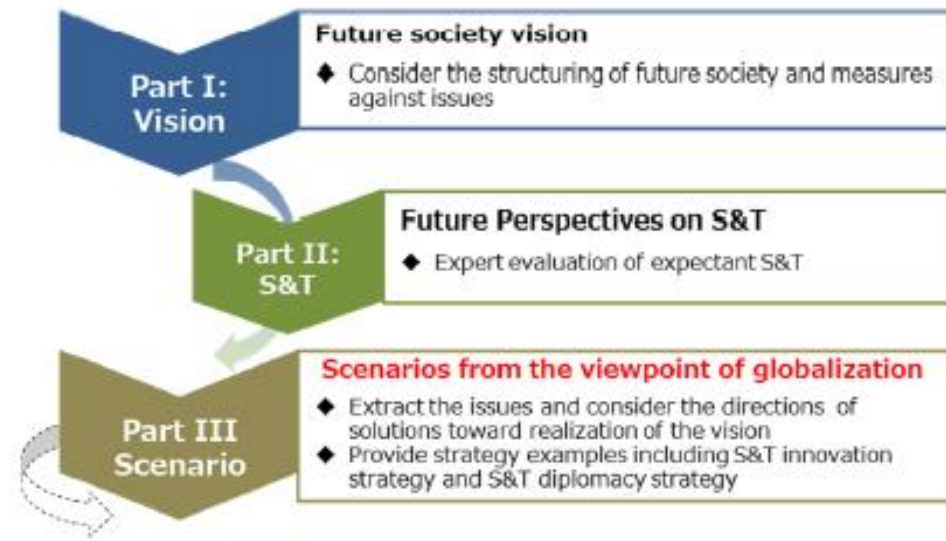 Part I:
Vision
Future society vision
◆ Consider the structuring of future society and measures
against issues
Part II:
S&T
Future Perspectives on S&T
◆ Expert evaluation of expectant S&T
Part III
Scenario
Scenarios from the viewpoint of globalization
◆ Extract the issues and consider the directions of
solutions toward realization of the vision
◆ Provide strategy examples including S&T innovation
strategy and S&T diplomacy strategy